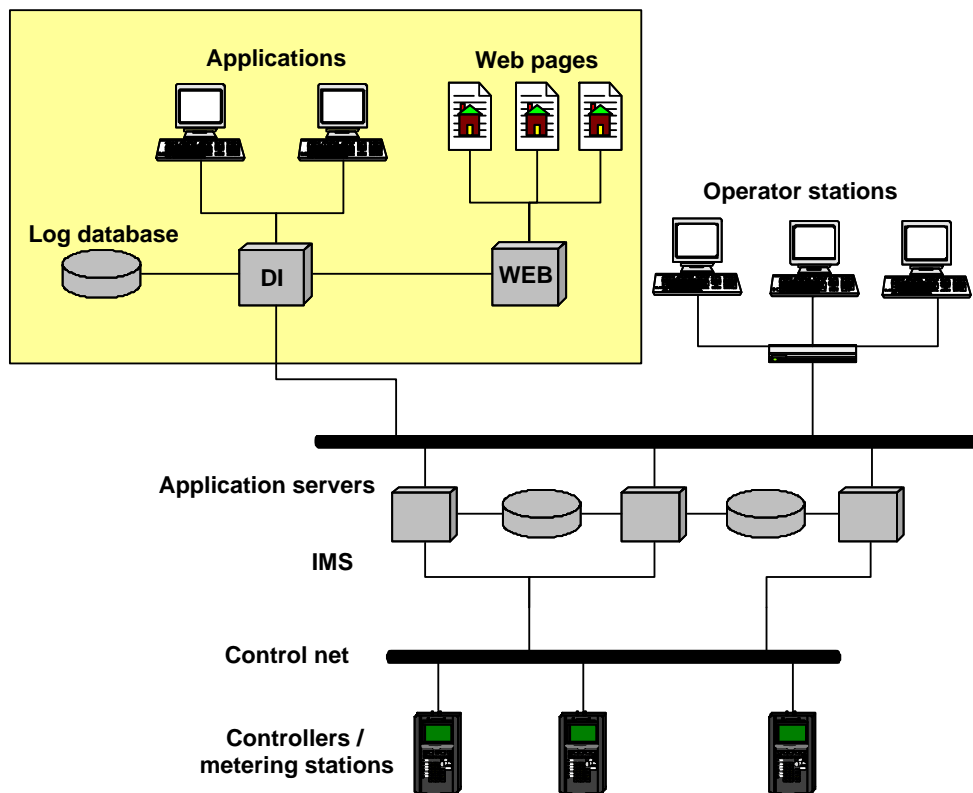 Applications
Web pages
Operator stations
Log database
DI
WEB
Application servers
IMS
Control net
Controllers /
metering stations